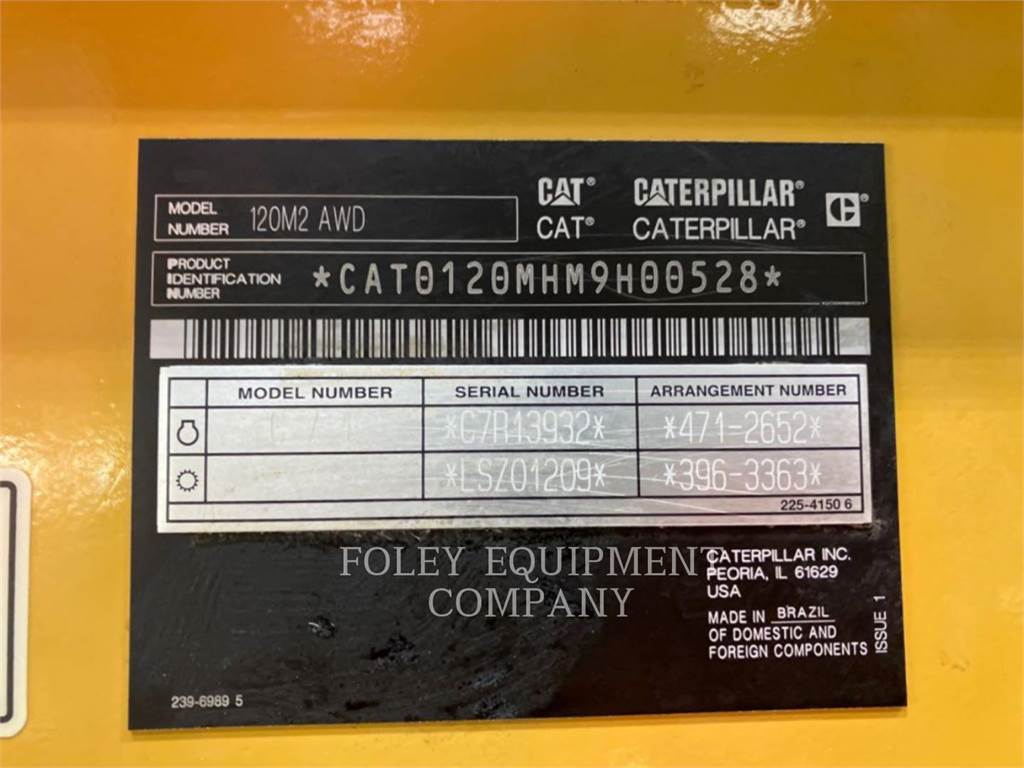 CAT® CATERPILLAR®
CAT® CATERPILLAR®
MODEL NUMBER 120M2 AWD
PRODUCT IDENTIFICATION NUMBER *CAT0120MHM9H00528*
MODEL NUMBER SERIAL NUMBER ARRANGEMENT NUMBER
*C7R13932* *471-2652*
*LSZ01209* *396-3363*
225-4150 6
FOLEY EQUIPMENT
COMPANY
CATERPILLAR INC.
PEORIA, IL 61629
USA
MADE IN BRAZIL
OF DOMESTIC AND
FOREIGN COMPONENTS
ISSUE 1
239-6989 5